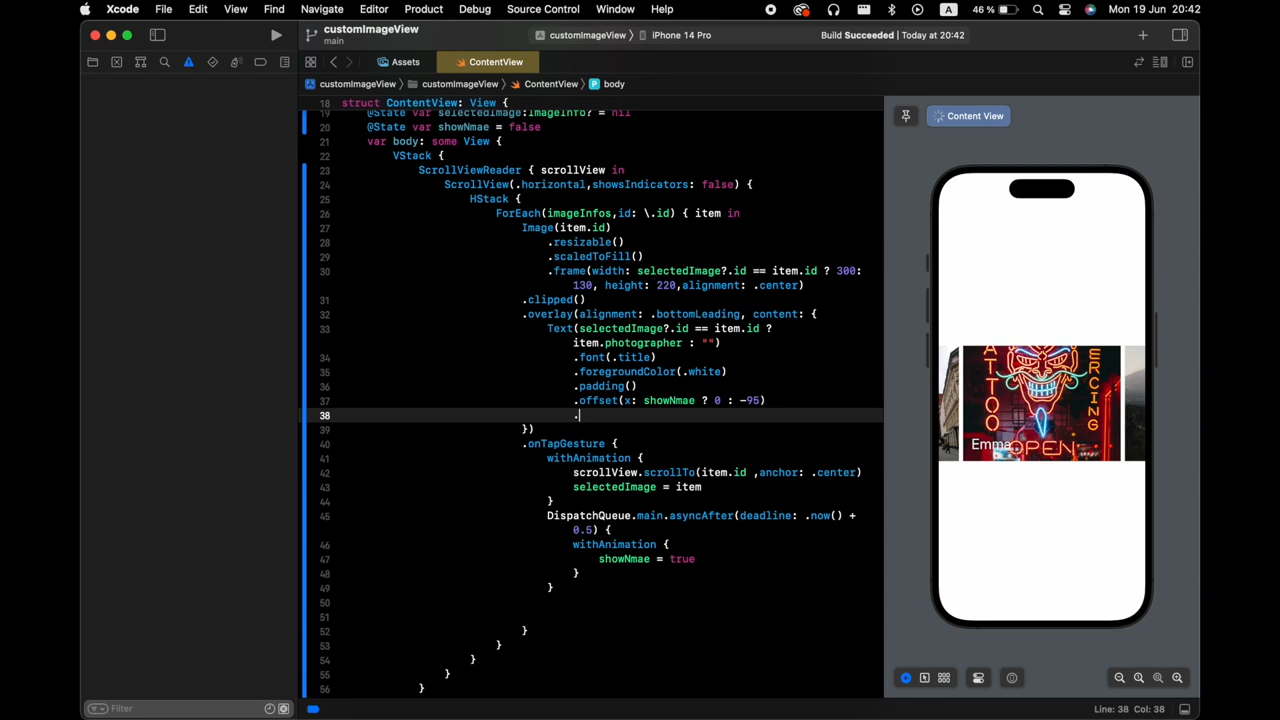 Xcode File Edit View Find Navigate Editor Product Debug Source Control Window Help A 46 % Mon 19 Jun 20:42
customImageView
main
customImageView 〉 iPhone 14 Pro
Build Succeeded | Today at 20:42
Assets ContentView
customImageView 〉 customImageView 〉 ContentView 〉 P body
18 struct ContentView: View {
19 @State var selectedImage:ImageInfo? = nil
20 @State var showNmae = false
21 var body: some View {
22 VStack {
23 ScrollViewReader { scrollView in
24 ScrollView(.horizontal,showsIndicators: false) {
25 HStack {
26 ForEach(imageInfos,id: \.id) { item in
27 Image(item.id)
28 .resizable()
29 .scaledToFill()
30 .frame(width: selectedImage?.id == item.id ? 300:
130, height: 220,alignment: .center)
31 .clipped()
32 .overlay(alignment: .bottomLeading, content: {
33 Text(selectedImage?.id == item.id ?
item.photographer : "")
34 .font(.title)
35 .foregroundColor(.white)
36 .padding()
37 .offset(x: showNmae ? 0 : -95)
38 .
39 })
40 .onTapGesture {
41 withAnimation {
42 scrollView.scrollTo(item.id ,anchor: .center)
43 selectedImage = item
44 }
45 DispatchQueue.main.asyncAfter(deadline: .now() +
0.5) {
46 withAnimation {
47 showNmae = true
48 }
49 }
50
51
52 }
53 }
54 }
55 }
56 }
Content View
ATTOO
ERCING
Emma
OPEN
Filter
Line: 38 Col: 38